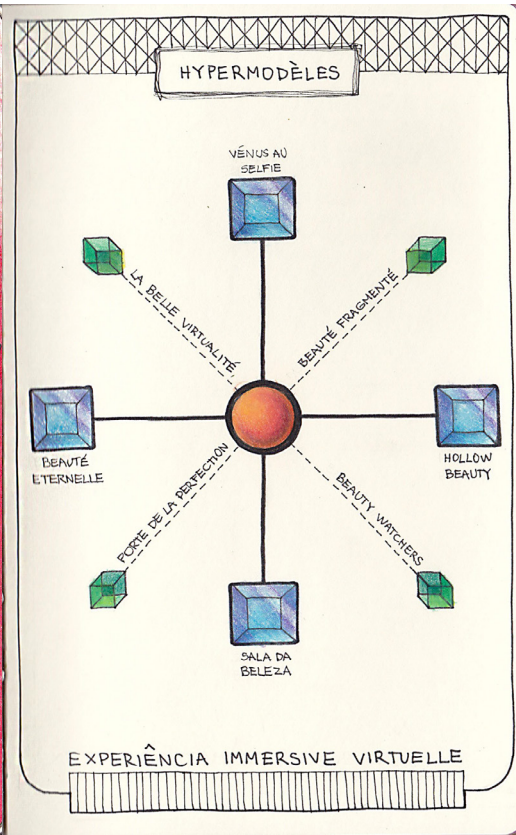 HYPERMODÈLES
VÉNUS AU
SELFIE
LA BELLE VIRTUALITÉ
BEAUTÉ FRAGMENTÉ
BEAUTÉ
ETERNELLE
HOLLOW
BEAUTY
PORTE DE LA PERFECTION
BEAUTY WATCHERS
SALA DA
BELEZA
EXPERIÊNCIA IMMERSIVE VIRTUELLE